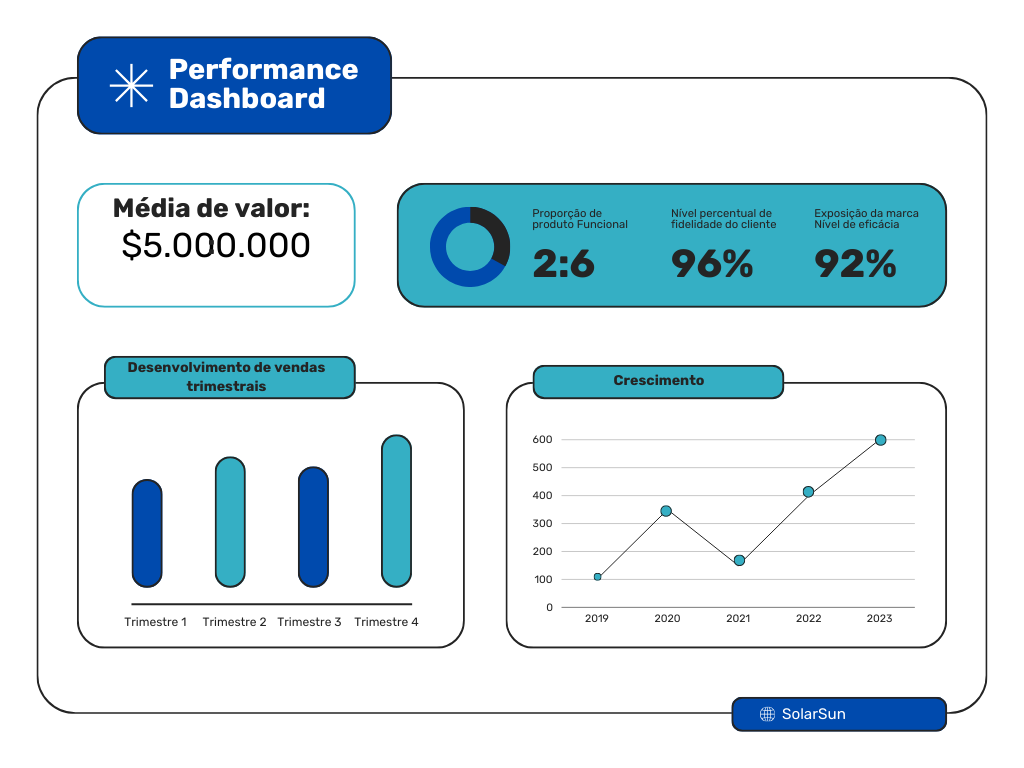 Performance
Dashboard
Média de valor:
$5.000.000
Proporção de
produto Funcional
2:6
Nível percentual de
fidelidade do cliente
96%
Exposição da marca
Nível de eficácia
92%
Desenvolvimento de vendas
trimestrais
Trimestre 1 Trimestre 2 Trimestre 3 Trimestre 4
Crescimento
600
500
400
300
200
100
0
2019 2020 2021 2022 2023
SolarSun